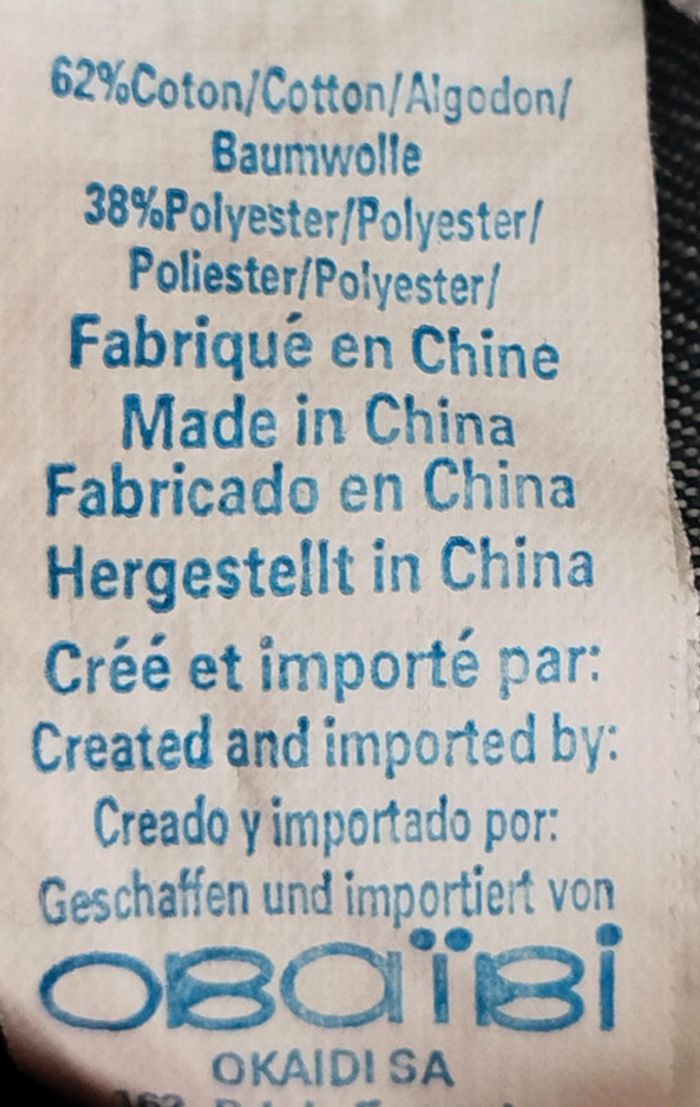 62%Coton/Cotton/Algodon/
Baumwolle
38%Polyester/Polyester/
Poliester/Polyester/
Fabriqué en Chine
Made in China
Fabricado en China
Hergestellt in China
Créé et importé par:
Created and imported by:
Creado y importado por:
Geschaffen und importiert von
OBaïBi
OKAIDI SA